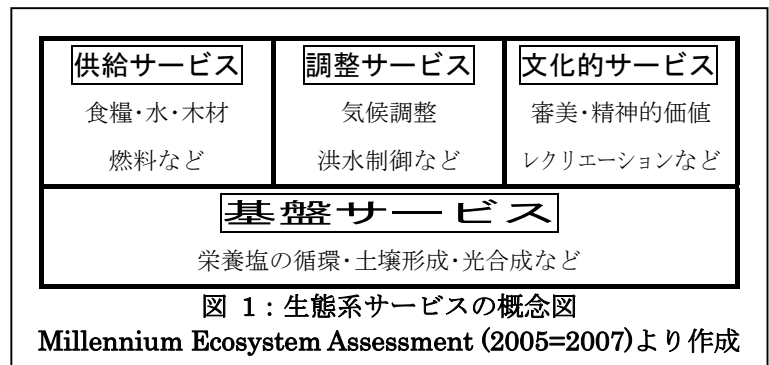 供給サービス 調整サービス 文化的サービス
食糧・水・木材 気候調整 審美・精神的価値
燃料など 洪水制御など レクリエーションなど
基盤サービス
栄養塩の循環・土壌形成・光合成など
図 1：生態系サービスの概念図
Millennium Ecosystem Assessment (2005=2007)より作成